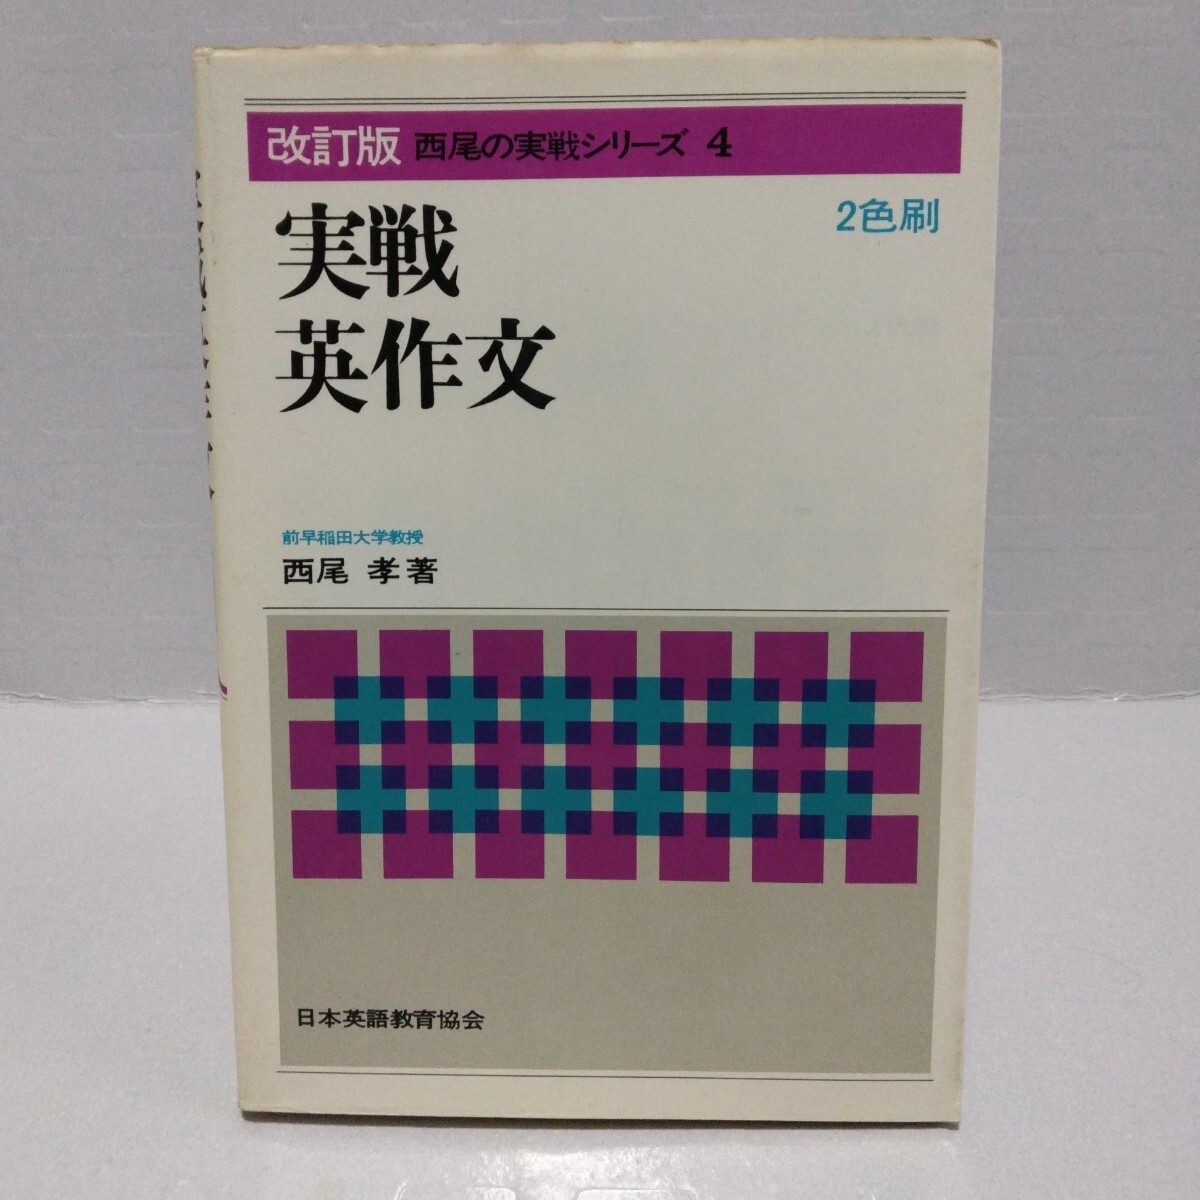 改訂版 西尾の実戦シリーズ 4
2色刷
実戦
英作文
前早稲田大学教授
西尾 孝著
日本英語教育協会